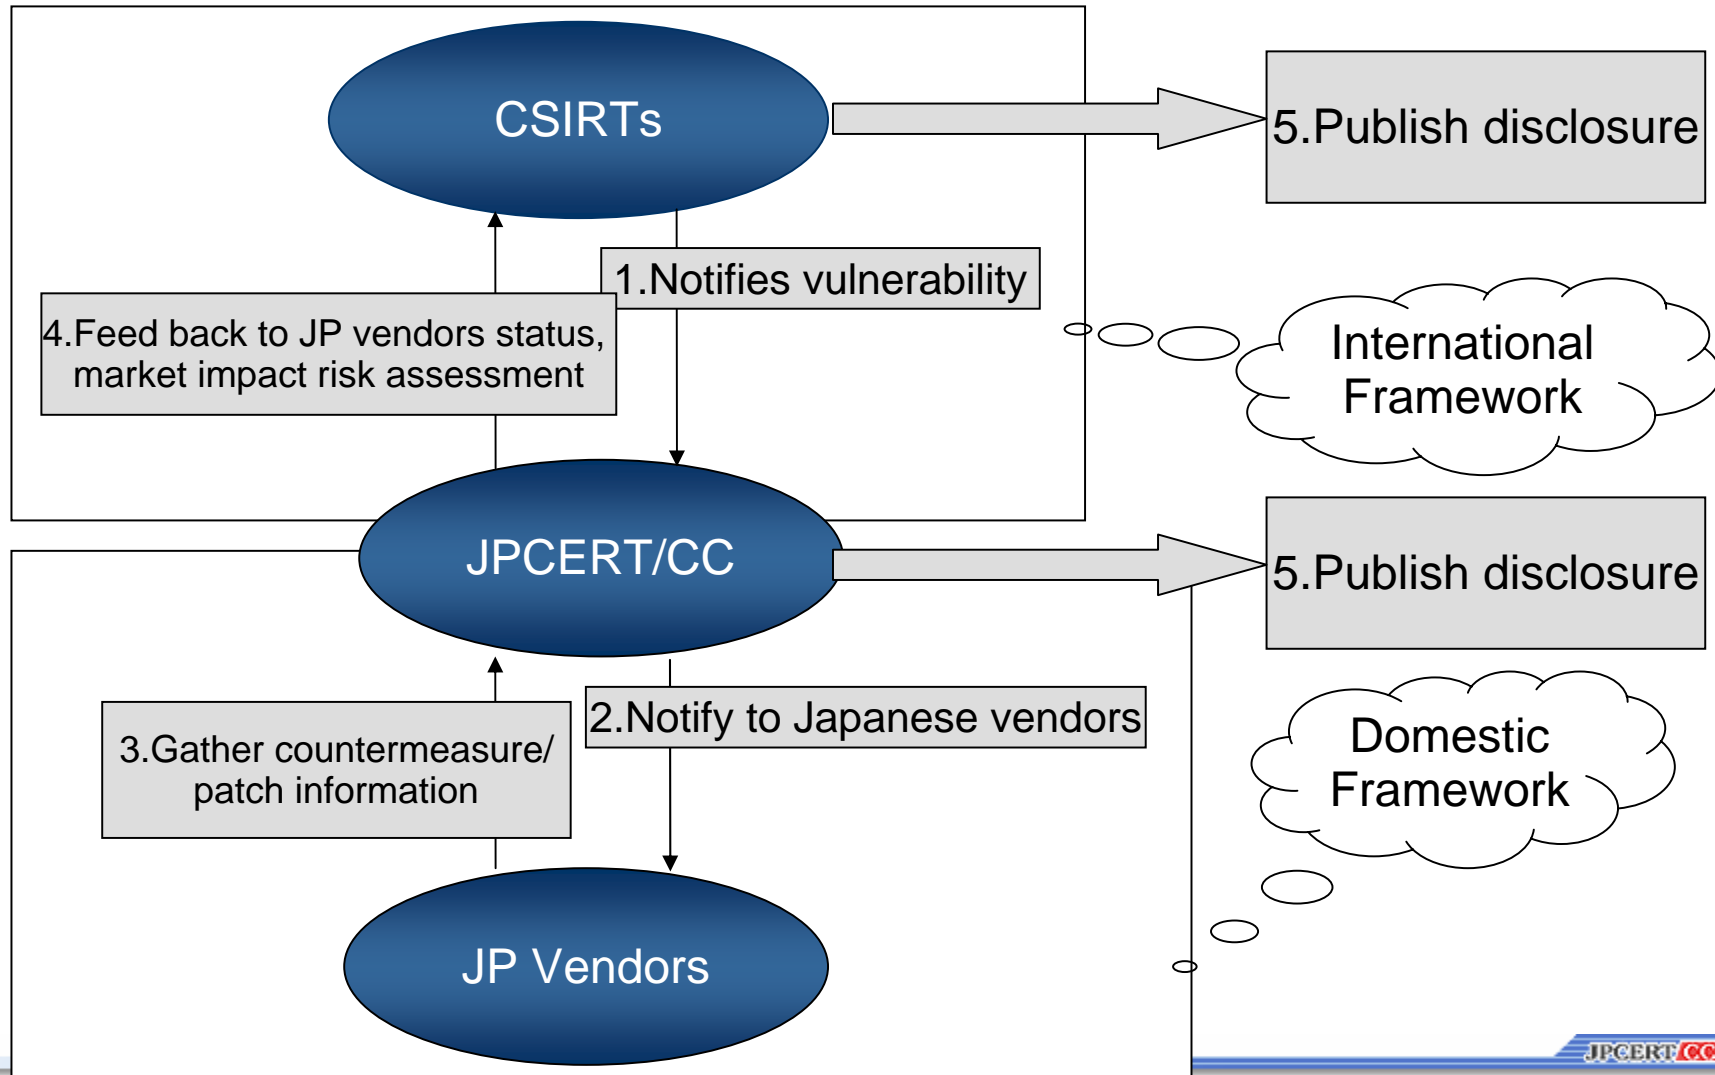 CSIRTs
5.Publish disclosure
1.Notifies vulnerability
4.Feed back to JP vendors status,
market impact risk assessment
International
Framework
JPCERT/CC
5.Publish disclosure
2.Notify to Japanese vendors
3.Gather countermeasure/
patch information
Domestic
Framework
JP Vendors
JPCERT CC